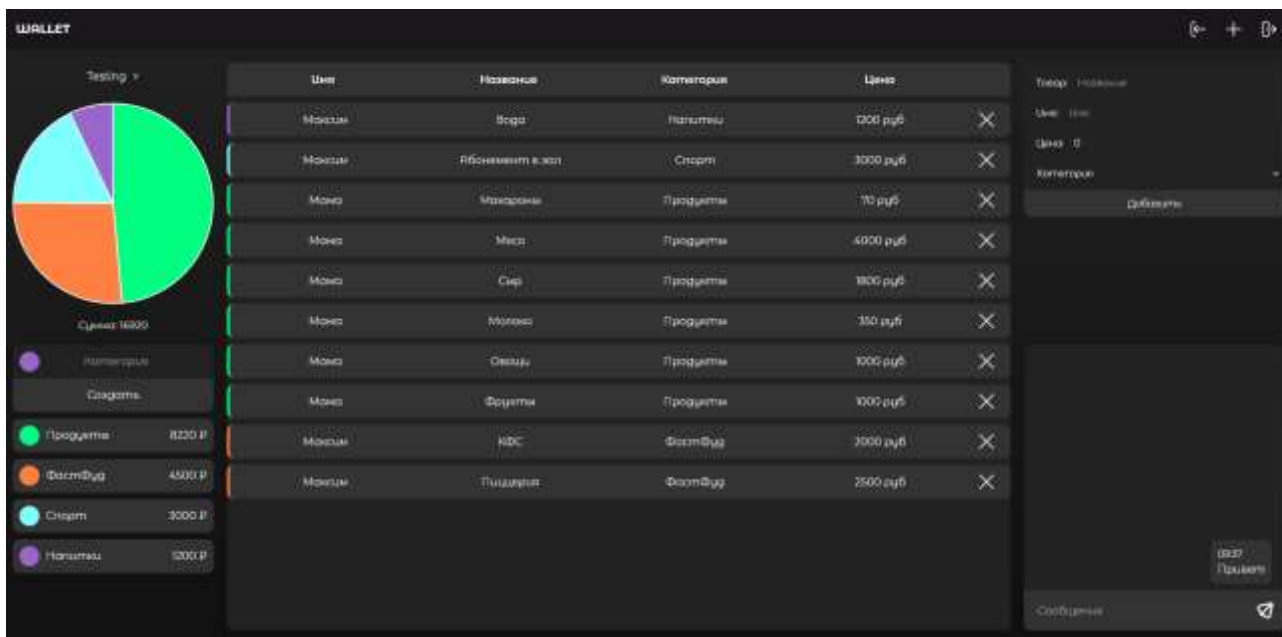 WALLET
Testing
Сумма: 16920
Категория
Создать
Продукты 8220 ₽
ФастФуд 4500 ₽
Спорт 3000 ₽
Напитки 1200 ₽
Имя Название Категория Цена
Максим Вода Напитки 1200 руб
Максим Абонемент в зал Спорт 3000 руб
Мама Макароны Продукты 70 руб
Мама Мясо Продукты 4000 руб
Мама Сыр Продукты 1800 руб
Мама Молоко Продукты 350 руб
Мама Овощи Продукты 1000 руб
Мама Фрукты Продукты 1000 руб
Максим КФС ФастФуд 2000 руб
Максим Пиццерия ФастФуд 2500 руб
Товар: Название
Имя: Имя
Цена: 0
Категория
Добавить
09:37
Привет
Сообщение